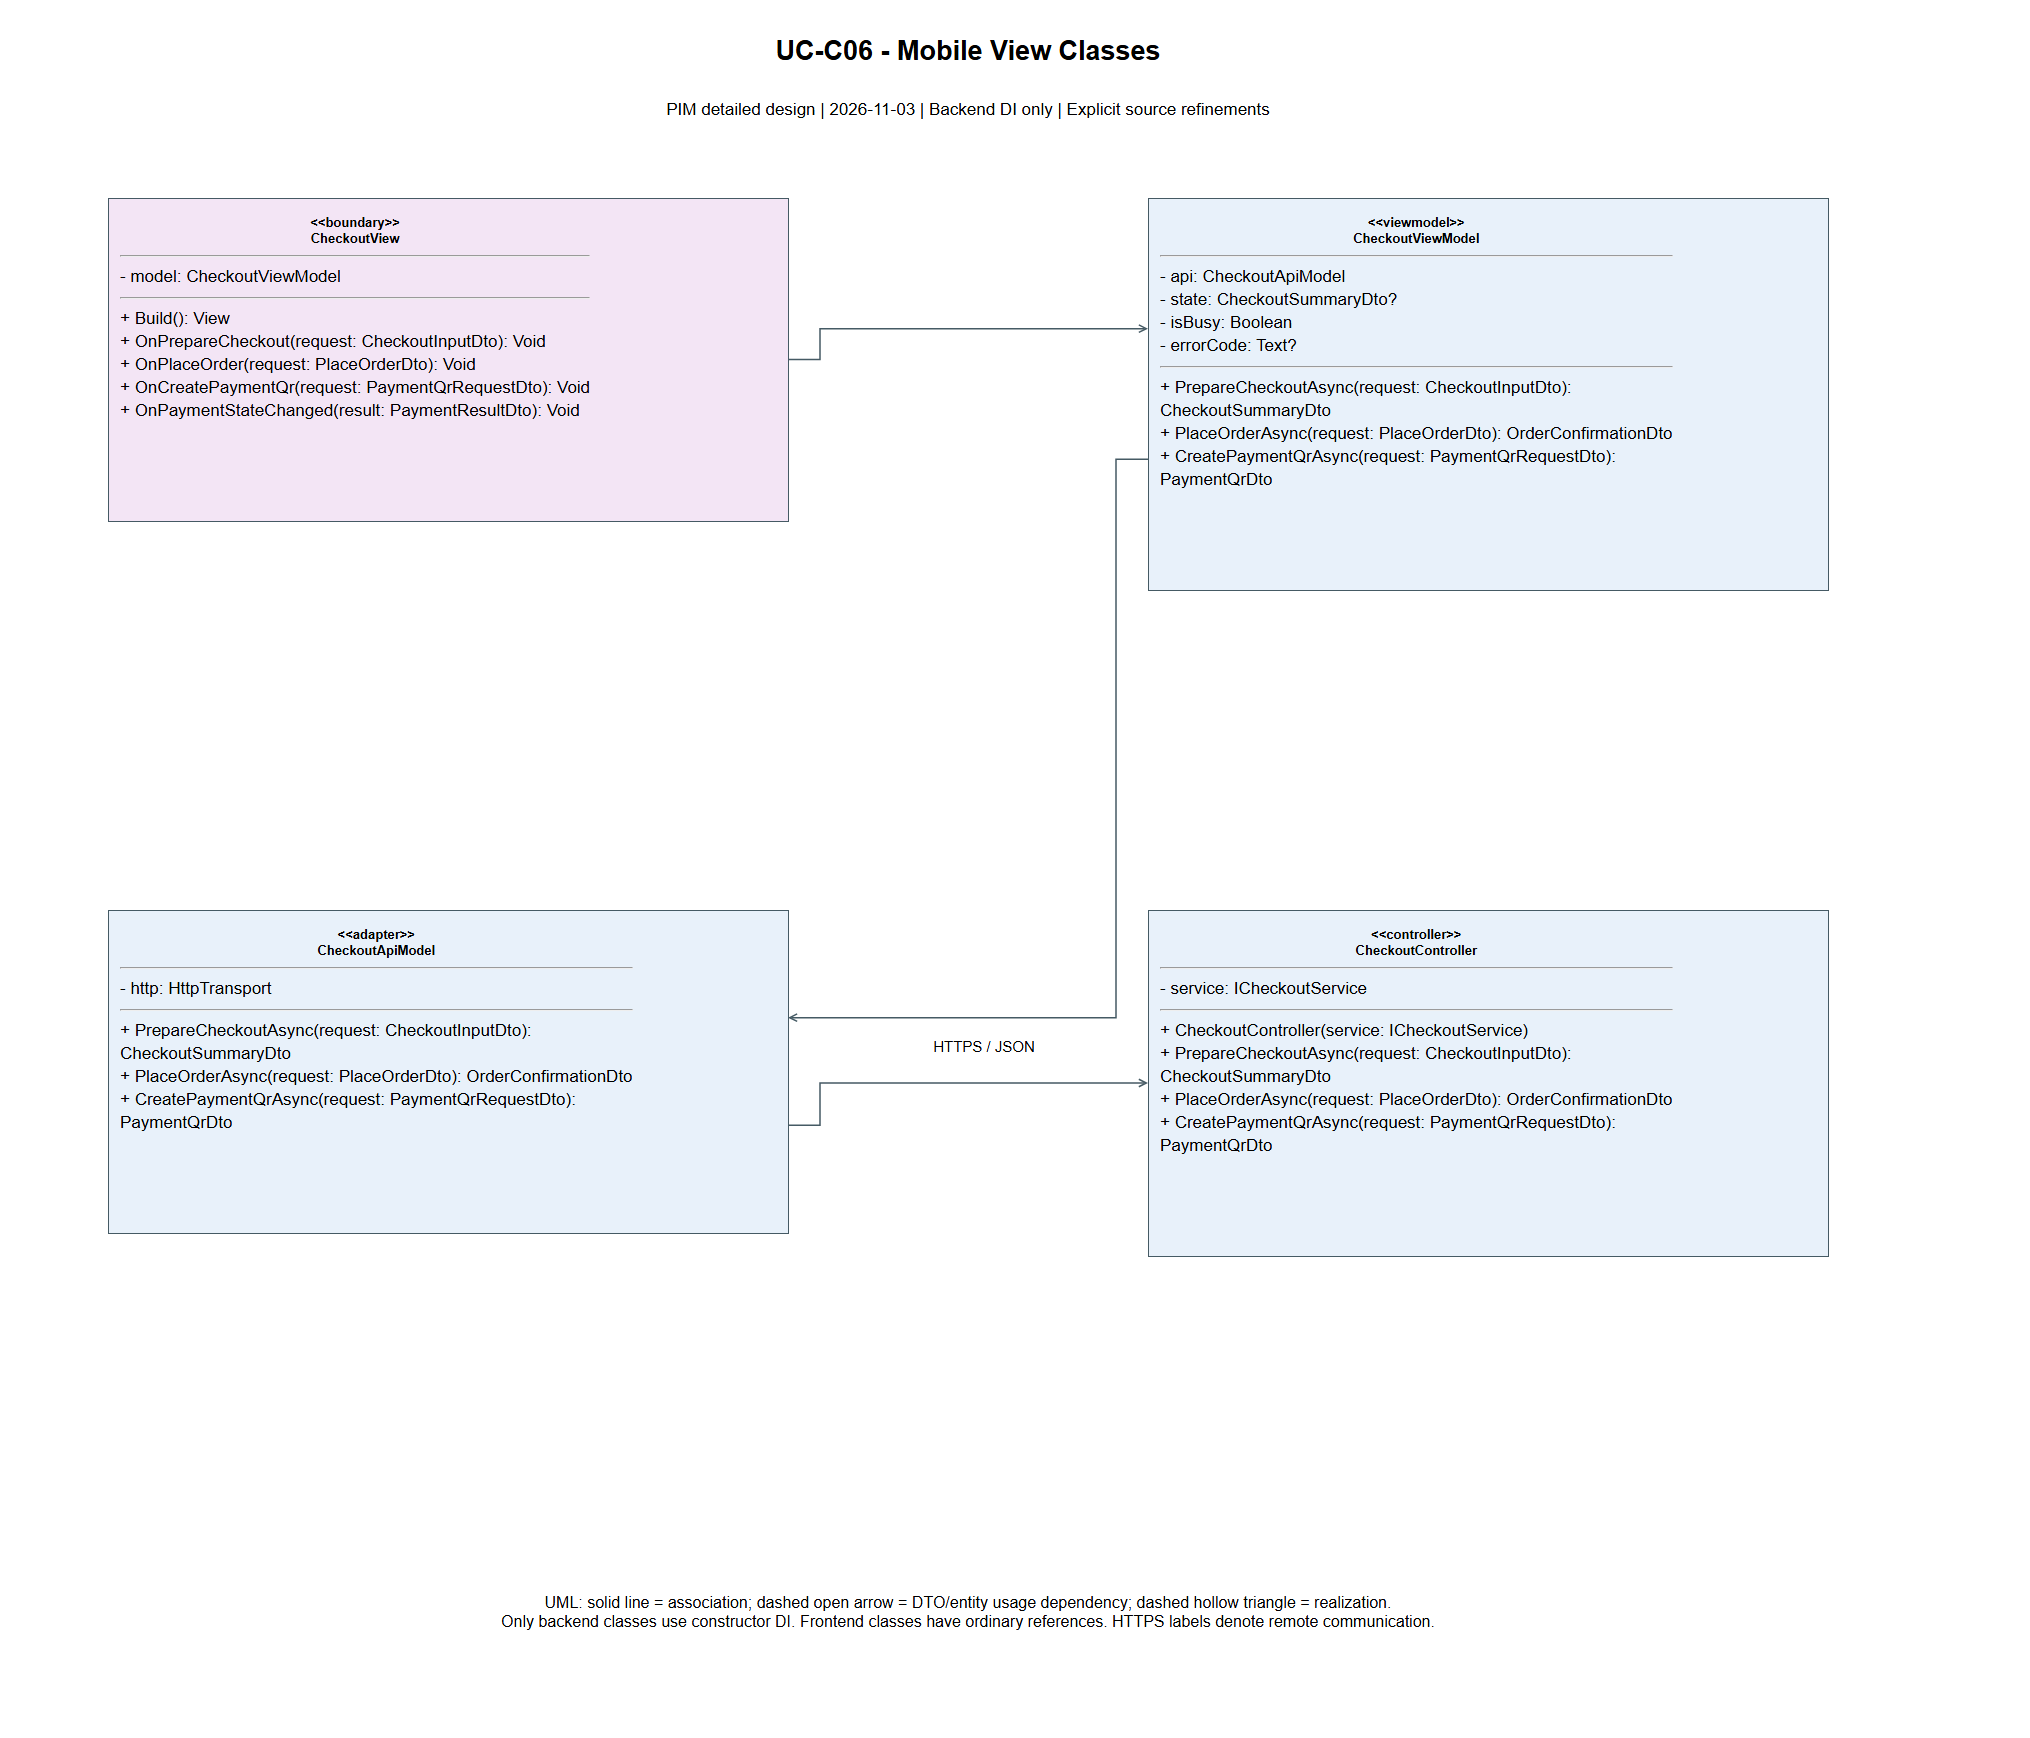 UC-C06 - Mobile View Classes
PIM detailed design | 2026-11-03 | Backend DI only | Explicit source refinements
<<boundary>>
CheckoutView
- model: CheckoutViewModel
+ Build(): View
+ OnPrepareCheckout(request: CheckoutInputDto): Void
+ OnPlaceOrder(request: PlaceOrderDto): Void
+ OnCreatePaymentQr(request: PaymentQrRequestDto): Void
+ OnPaymentStateChanged(result: PaymentResultDto): Void
<<viewmodel>>
CheckoutViewModel
- api: CheckoutApiModel
- state: CheckoutSummaryDto?
- isBusy: Boolean
- errorCode: Text?
+ PrepareCheckoutAsync(request: CheckoutInputDto):
CheckoutSummaryDto
+ PlaceOrderAsync(request: PlaceOrderDto): OrderConfirmationDto
+ CreatePaymentQrAsync(request: PaymentQrRequestDto):
PaymentQrDto
<<adapter>>
CheckoutApiModel
- http: HttpTransport
+ PrepareCheckoutAsync(request: CheckoutInputDto):
CheckoutSummaryDto
+ PlaceOrderAsync(request: PlaceOrderDto): OrderConfirmationDto
+ CreatePaymentQrAsync(request: PaymentQrRequestDto):
PaymentQrDto
HTTPS / JSON
<<controller>>
CheckoutController
- service: ICheckoutService
+ CheckoutController(service: ICheckoutService)
+ PrepareCheckoutAsync(request: CheckoutInputDto):
CheckoutSummaryDto
+ PlaceOrderAsync(request: PlaceOrderDto): OrderConfirmationDto
+ CreatePaymentQrAsync(request: PaymentQrRequestDto):
PaymentQrDto
UML: solid line = association; dashed open arrow = DTO/entity usage dependency; dashed hollow triangle = realization.
Only backend classes use constructor DI. Frontend classes have ordinary references. HTTPS labels denote remote communication.